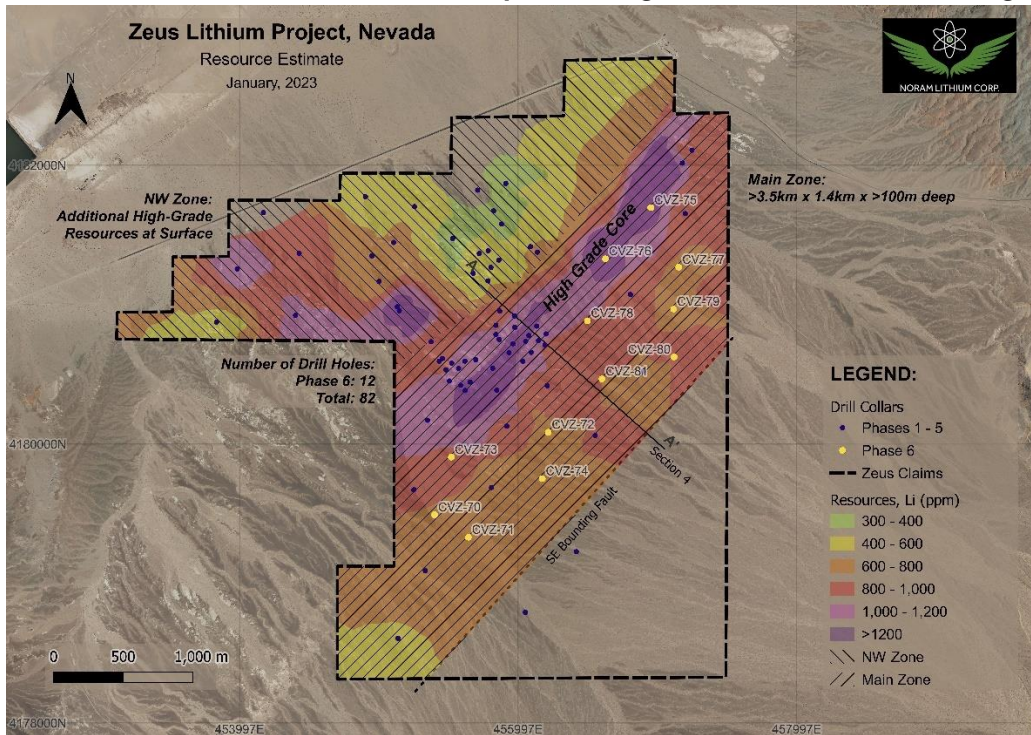 Zeus Lithium Project, Nevada
Resource Estimate
January, 2023
NORAM LITHIUM CORP.
N
4182000N
NW Zone:
Additional High-Grade
Resources at Surface
Main Zone:
>3.5km x 1.4km x >100m deep
CVZ-75
High Grade Core
CVZ-76
CVZ-77
A
CVZ-79
CVZ-78
Number of Drill Holes:
Phase 6: 12
Total: 82
CVZ-80
CVZ-81
4180000N
CVZ-72
A'
Section 4
CVZ-73
CVZ-74
CVZ-70
CVZ-71
SE Bounding Fault
LEGEND:
Drill Collars
Phases 1 - 5
Phase 6
Zeus Claims
Resources, Li (ppm)
300 - 400
400 - 600
600 - 800
800 - 1,000
1,000 - 1,200
>1200
NW Zone
Main Zone
0 500 1,000 m
4178000N
453997E
455997E
457997E